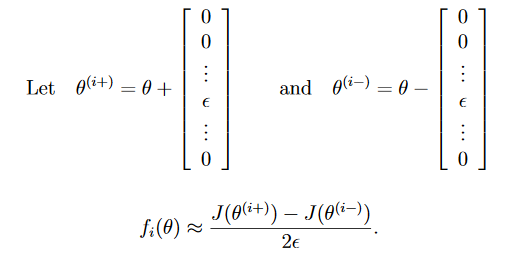 Let θ^(i+) = θ + [0 0 ⋮ ϵ ⋮ 0] and θ^(i−) = θ − [0 0 ⋮ ϵ ⋮ 0]
f_i(θ) ≈ (J(θ^(i+)) − J(θ^(i−))) / 2ϵ.